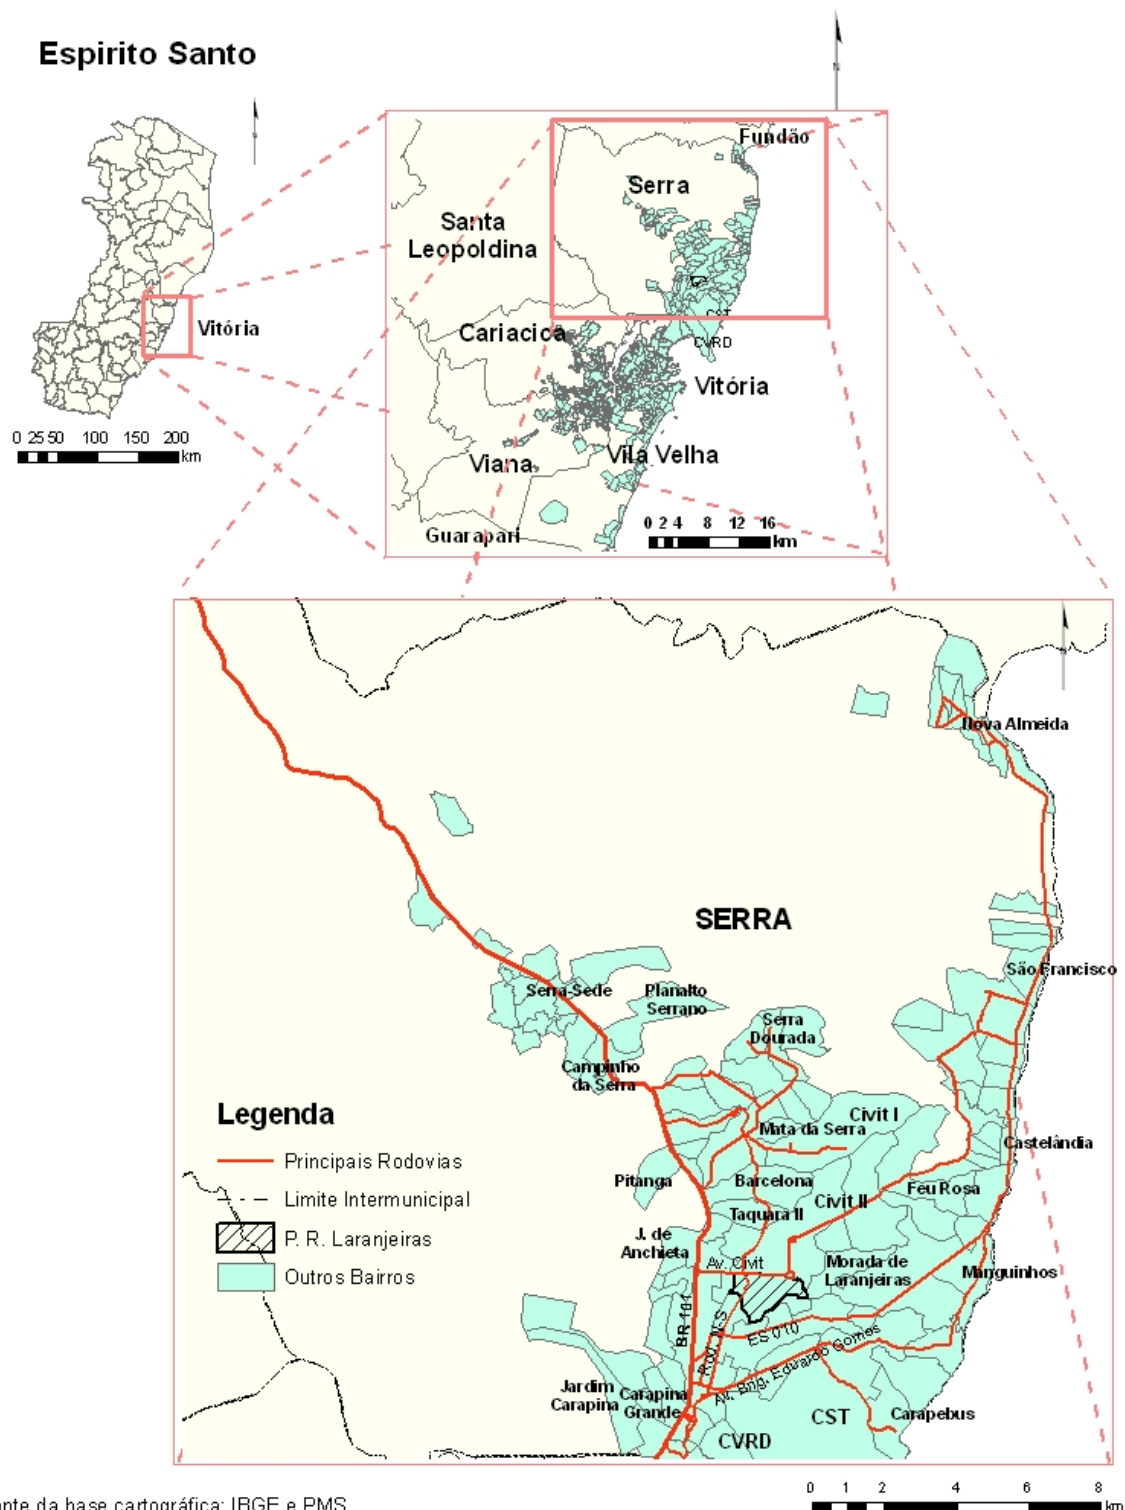 Espirito Santo
N
N
Fundão
Serra
Santa
Leopoldina
CST
Vitória
Cariacica
CVRD
Vitória
0 25 50 100 150 200
km
Vila Velha
Viana
0 2 4 8 12 16
km
Guarapari
Nova Almeida
SERRA
São Francisco
Serra-Sede
Planalto
Serrano
Serra
Dourada
Campinho
da Serra
Legenda
Principais Rodovias
Limite Intermunicipal
P. R. Laranjeiras
Outros Bairros
Civit I
Mata da Serra
Castelândia
Pitanga
Barcelona
Feu Rosa
Civit II
Taquara II
J. de
Anchieta
Av. Civit
Morada de
Laranjeiras
Manguinhos
BR 101
Rod. N-S
ES 010
Av. Brig. Eduardo Gomes
Jardim
Carapina
Carapina
Grande
CST
Carapebus
CVRD
0 1 2 4 6 8
km
nte da base cartográfica: IBGE e PMS